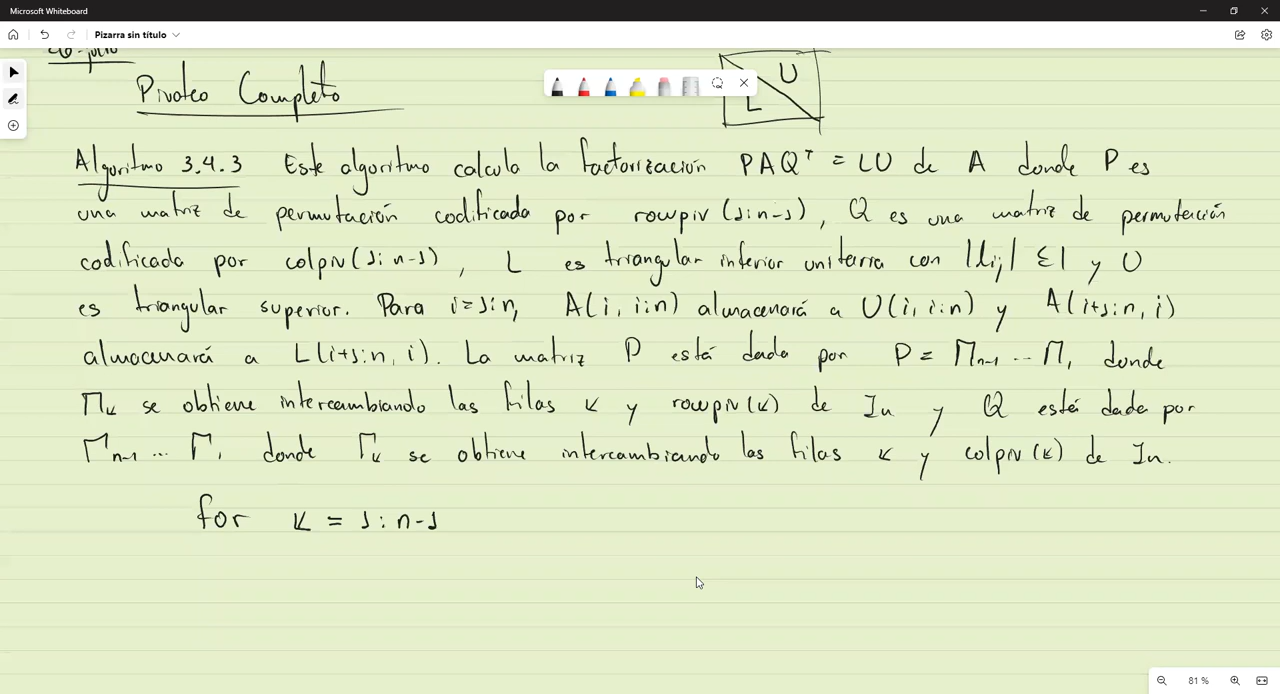 Microsoft Whiteboard
Pizarra sin título
Pivoteo Completo
U
L
Algoritmo 3.4.3 Este algoritmo calcula la factorización PAQᵀ = LU de A donde P es
una matriz de permutación codificada por rowpiv (1:n-1), Q es una matriz de permutación
codificada por colpiv(1:n-1), L es triangular inferior unitaria con |lij| ≤1 y U
es triangular superior. Para i=1:n, A(i, i:n) almacenará a U(i, i:n) y A(i+1:n, i)
almacenará a L(i+1:n, i). La matriz P está dada por P = Πn-1 ... Π1 donde
Πk se obtiene intercambiando las filas k y rowpiv(k) de In y Q está dada por
Γn-1 ... Γ1 donde Γk se obtiene intercambiando las filas k y colpiv(k) de In.
for k = 1:n-1
81 %